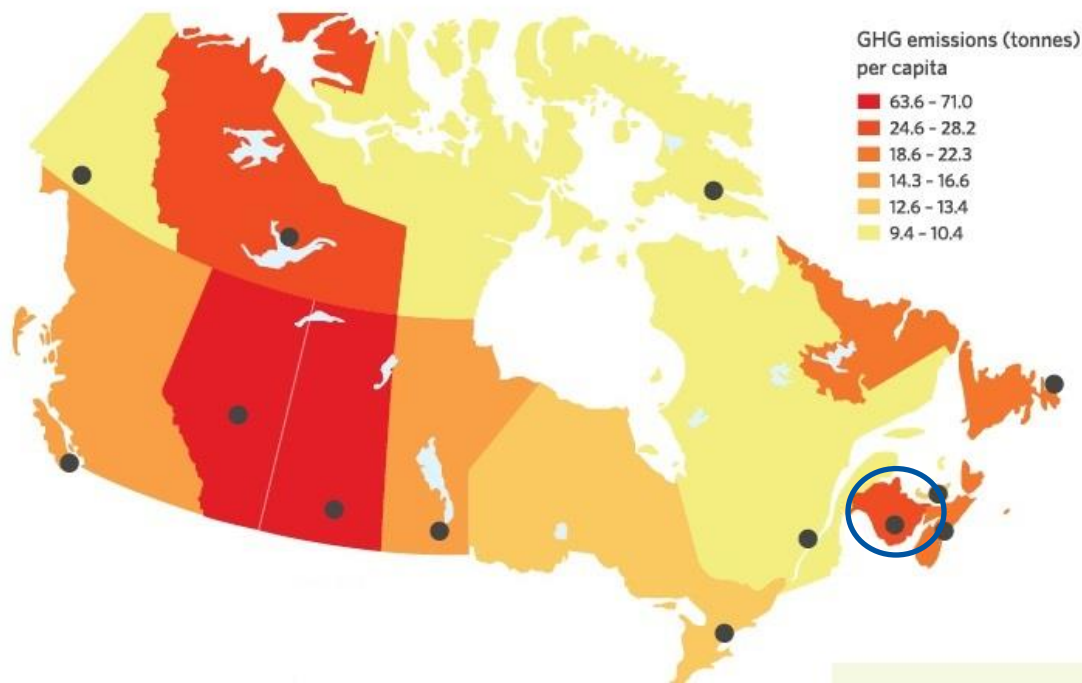 GHG emissions (tonnes)
per capita
63.6 – 71.0
24.6 – 28.2
18.6 – 22.3
14.3 – 16.6
12.6 – 13.4
9.4 – 10.4